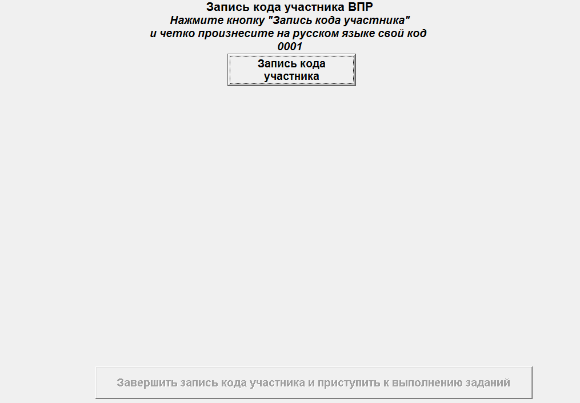 Запись кода участника ВПР
Нажмите кнопку "Запись кода участника"
и четко произнесите на русском языке свой код
0001
Запись кода
участника
Завершить запись кода участника и приступить к выполнению заданий